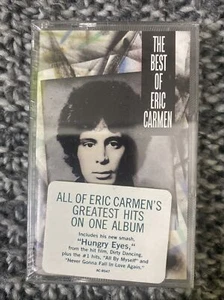 THE
BEST
OF
ERIC
CARMEN
ALL OF ERIC CARMEN'S
GREATEST HITS
ON ONE ALBUM
Includes his new smash,
"Hungry Eyes,"
from the hit film, Dirty Dancing,
plus the #1 hits, "All By Myself" and
"Never Gonna Fall In Love Again."